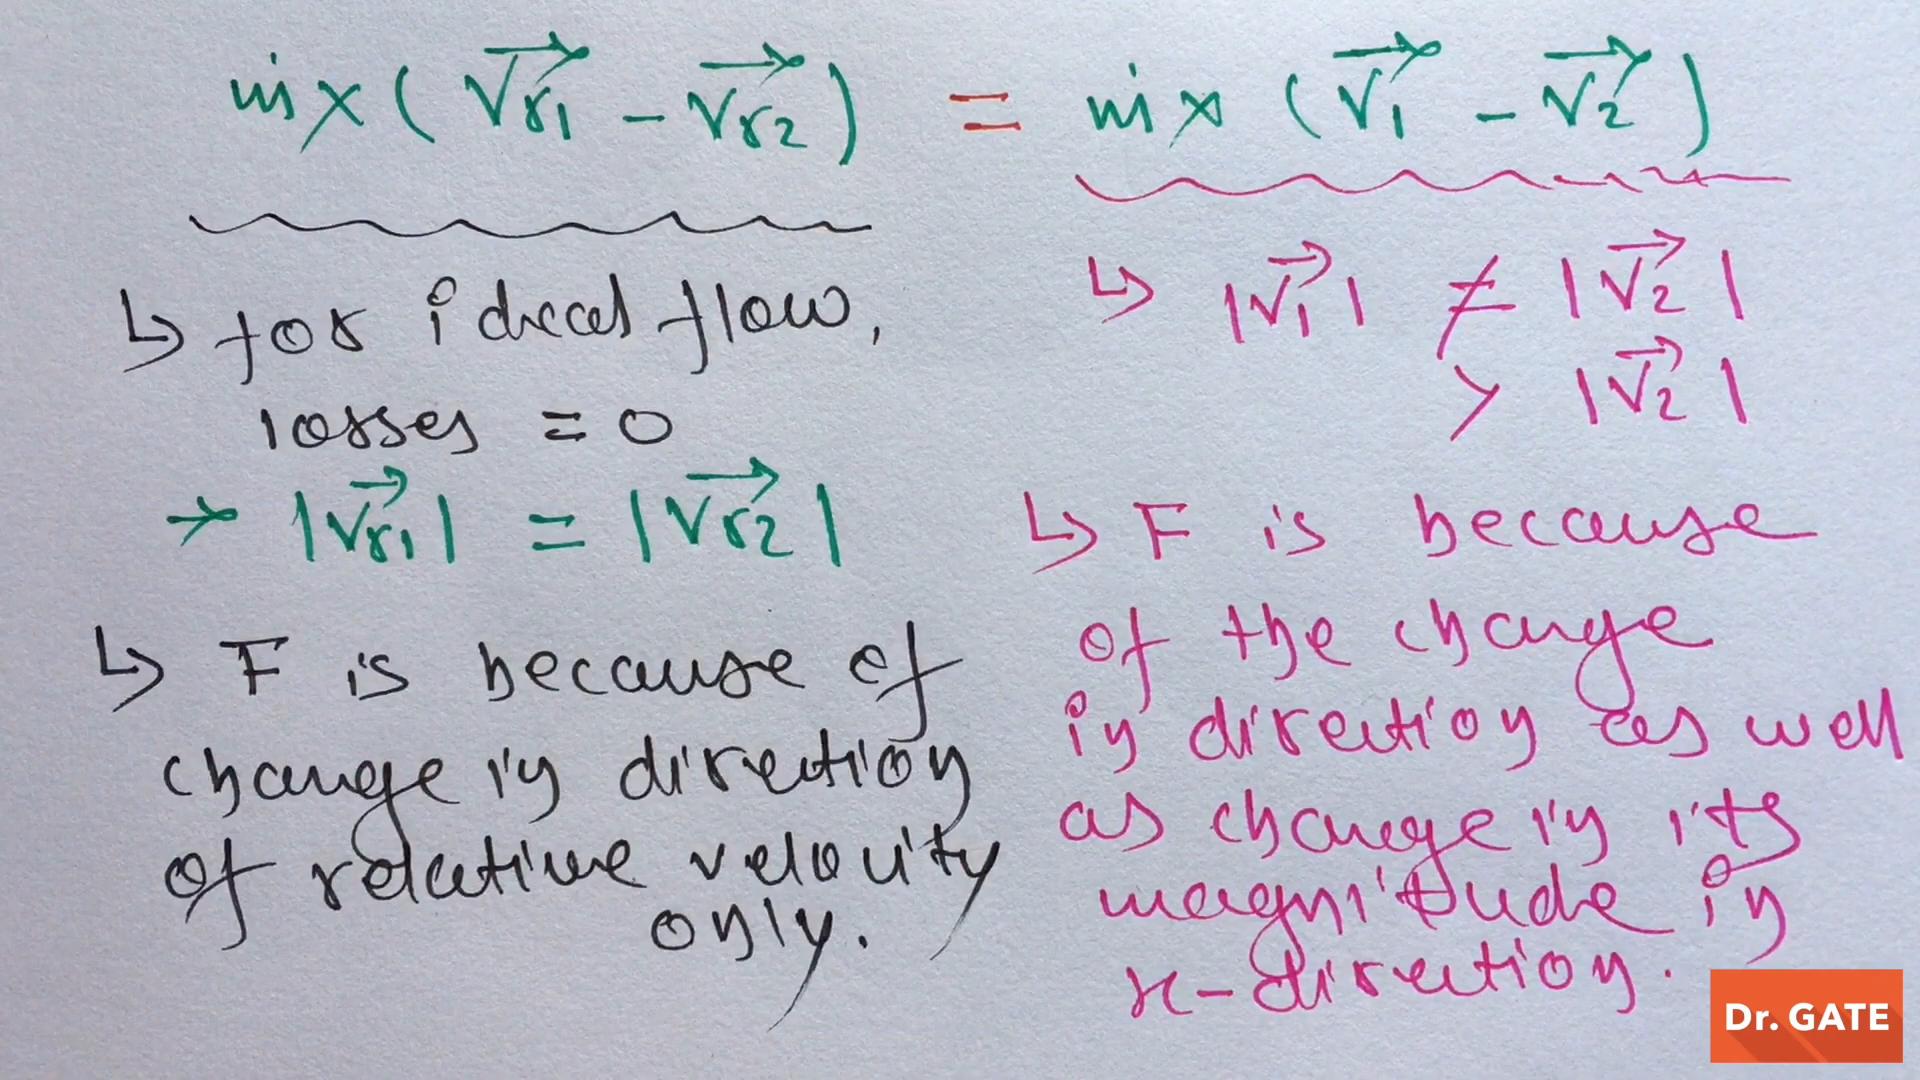 ṁ × ( V⃗r1 − V⃗r2 ) = ṁ × ( V⃗1 − V⃗2 )
↳ for ideal flow,
losses = 0
→ |V⃗r1| = |V⃗r2|
↳ F is because of
change in direction
of relative velocity
only.
↳ |V⃗1| ≠ |V⃗2|
> |V⃗2|
↳ F is because
of the change
in direction as well
as change in its
magnitude in
x-direction.
Dr. GATE